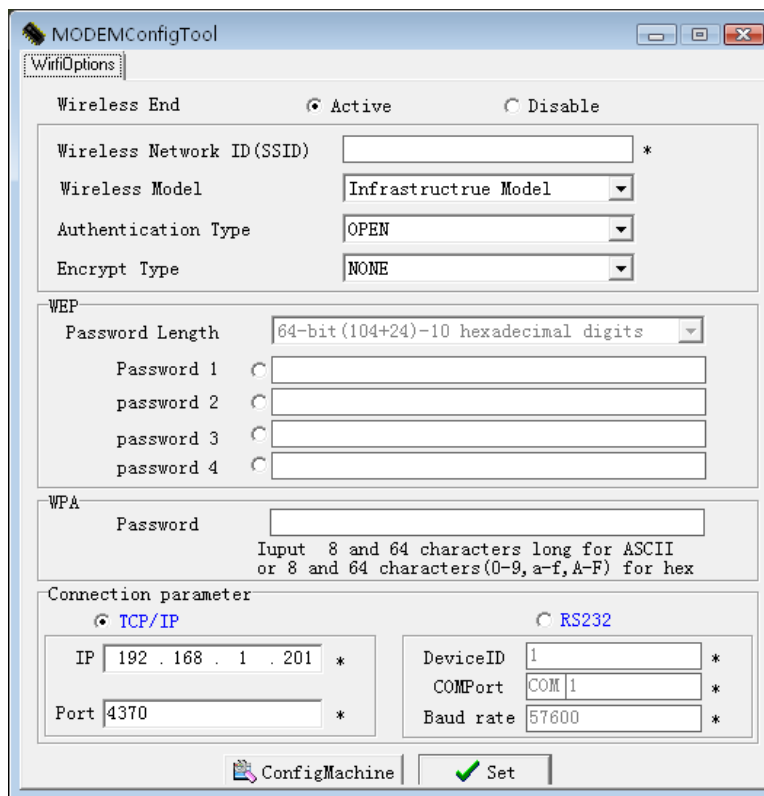 MODEMConfigTool
WirfiOptions
Wireless End Active Disable
Wireless Network ID(SSID) *
Wireless Model Infrastructrue Model
Authentication Type OPEN
Encrypt Type NONE
WEP
Password Length 64-bit(104+24)-10 hexadecimal digits
Password 1
password 2
password 3
password 4
WPA
Password
Iuput 8 and 64 characters long for ASCII
or 8 and 64 characters(0-9,a-f,A-F) for hex
Connection parameter
TCP/IP RS232
IP 192 . 168 . 1 . 201 * DeviceID 1 *
COMPort COM 1 *
Port 4370 * Baud rate 57600 *
ConfigMachine Set